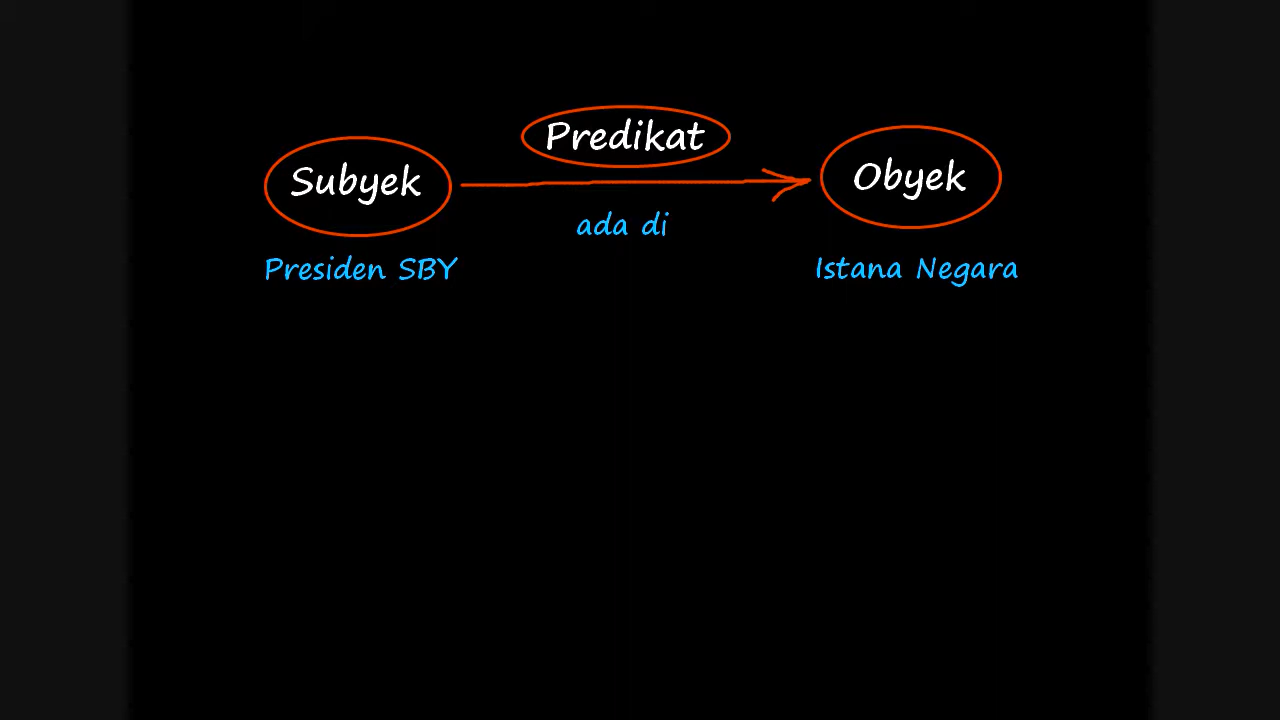 Subyek
Predikat
Obyek
Presiden SBY
ada di
Istana Negara